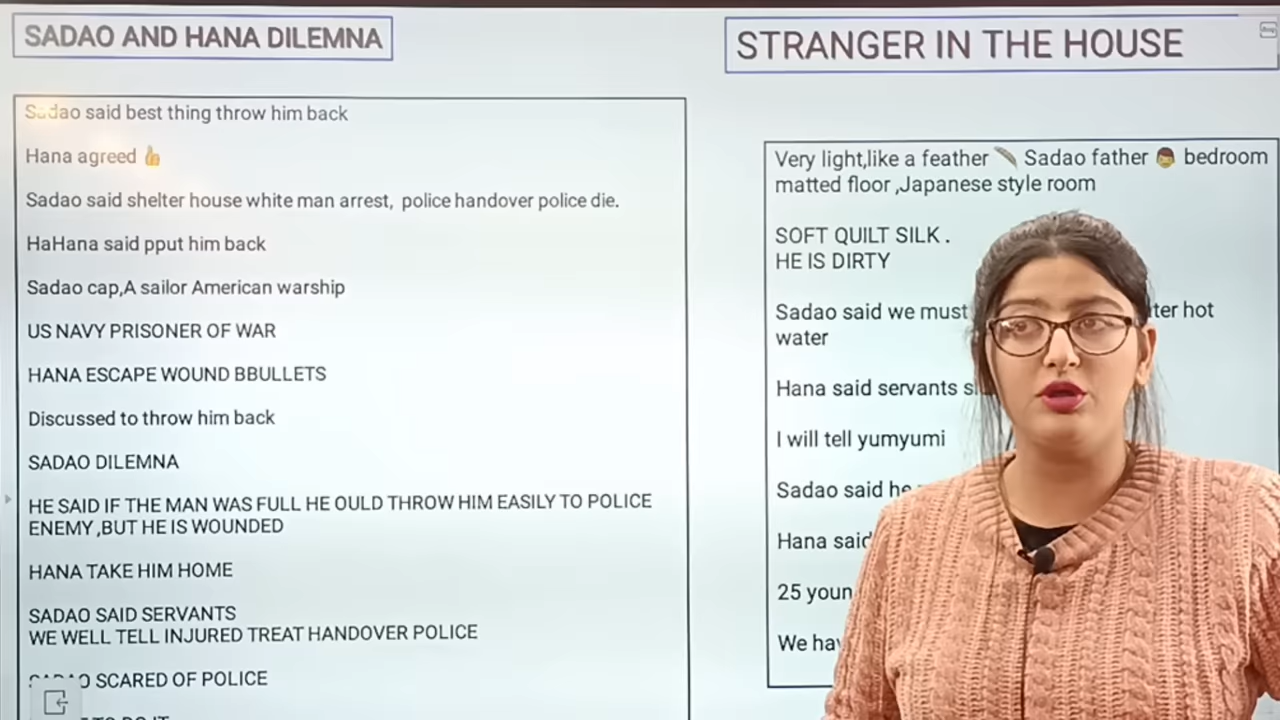 SADAO AND HANA DILEMNA
Sadao said best thing throw him back
Hana agreed 👍
Sadao said shelter house white man arrest, police handover police die.
HaHana said pput him back
Sadao cap,A sailor American warship
US NAVY PRISONER OF WAR
HANA ESCAPE WOUND BBULLETS
Discussed to throw him back
SADAO DILEMNA
HE SAID IF THE MAN WAS FULL HE OULD THROW HIM EASILY TO POLICE
ENEMY ,BUT HE IS WOUNDED
HANA TAKE HIM HOME
SADAO SAID SERVANTS
WE WELL TELL INJURED TREAT HANDOVER POLICE
SCARED OF POLICE
STRANGER IN THE HOUSE
Very light,like a feather 🪶 Sadao father 👨 bedroom
matted floor ,Japanese style room
SOFT QUILT SILK .
HE IS DIRTY
Sadao said we must hot
water
Hana said servants
I will tell yumyumi
Sadao said he
Hana said
25
We